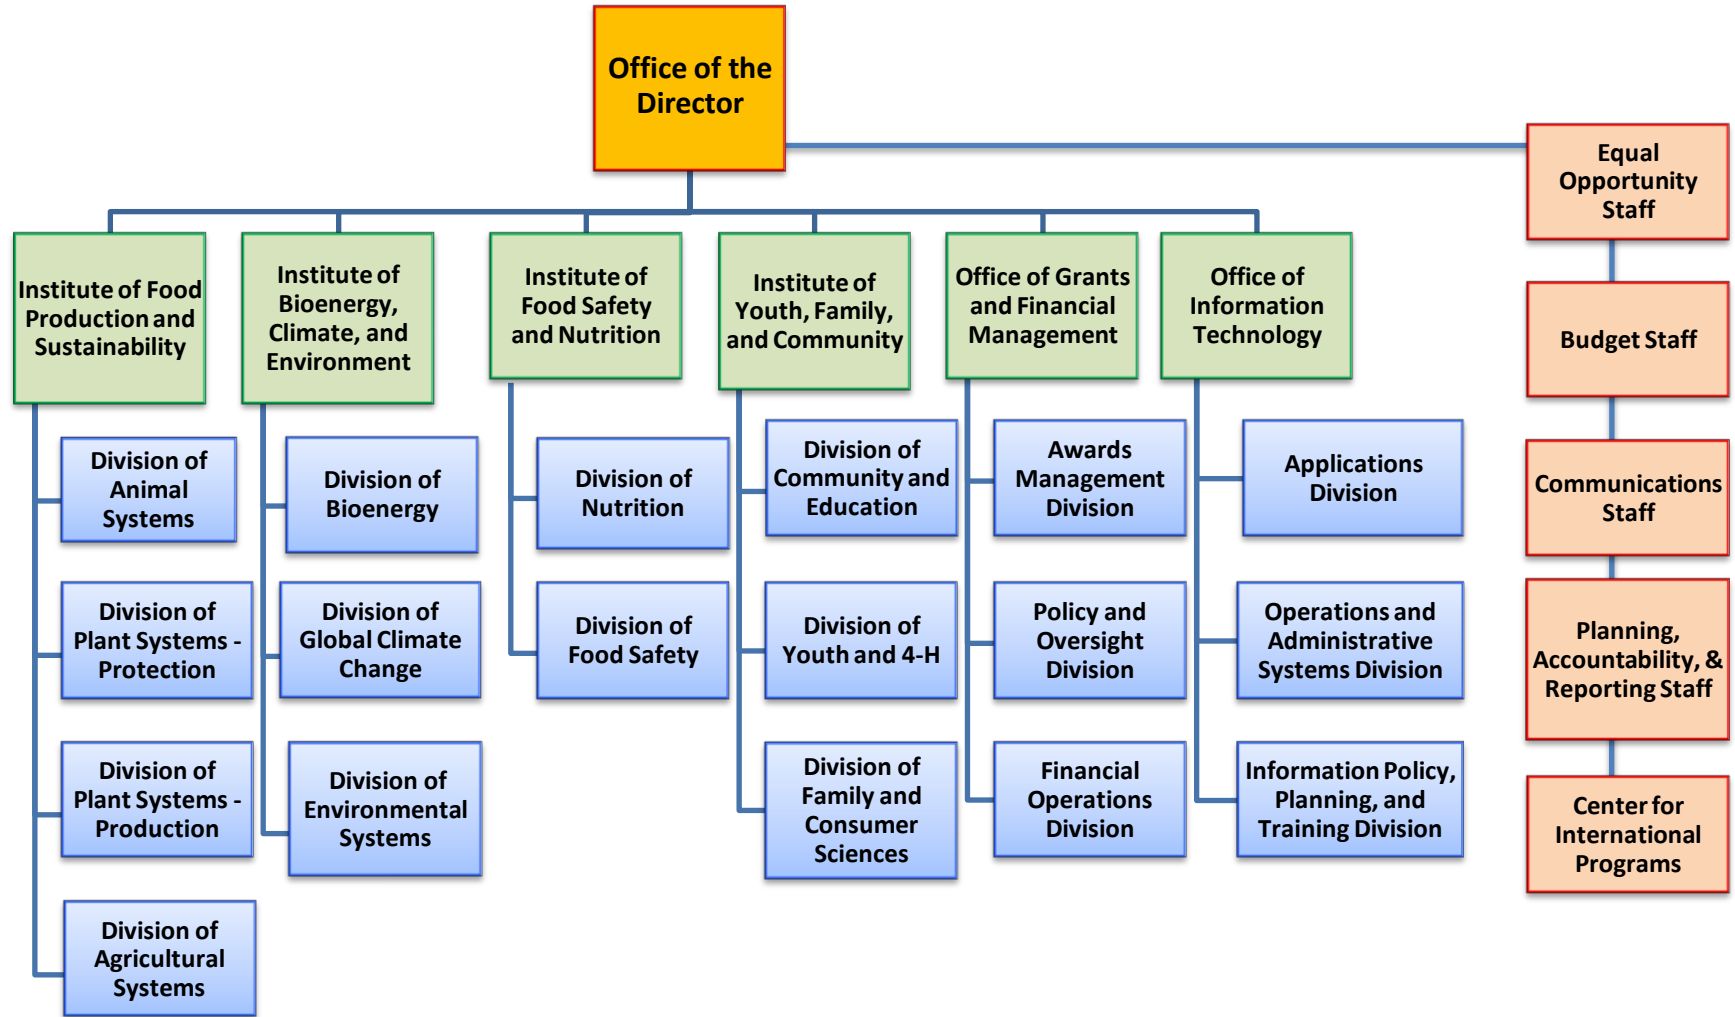 Office of the
Director
Equal
Opportunity
Staff
Institute of Food
Production and
Sustainability
Institute of
Bioenergy,
Climate, and
Environment
Institute of
Food Safety
and Nutrition
Institute of
Youth, Family,
and Community
Office of Grants
and Financial
Management
Office of
Information
Technology
Budget Staff
Division of
Animal
Systems
Division of
Bioenergy
Division of
Nutrition
Division of
Community and
Education
Awards
Management
Division
Applications
Division
Communications
Staff
Division of
Plant Systems -
Protection
Division of
Global Climate
Change
Division of
Food Safety
Division of
Youth and 4-H
Policy and
Oversight
Division
Operations and
Administrative
Systems Division
Planning,
Accountability, &
Reporting Staff
Division of
Plant Systems -
Production
Division of
Environmental
Systems
Division of
Family and
Consumer
Sciences
Financial
Operations
Division
Information Policy,
Planning, and
Training Division
Center for
International
Programs
Division of
Agricultural
Systems